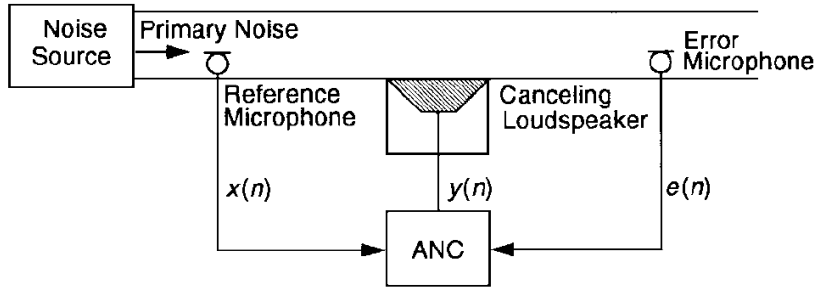 Noise
Source
Primary Noise
Error
Microphone
Reference
Microphone
Canceling
Loudspeaker
x(n)
y(n)
e(n)
ANC